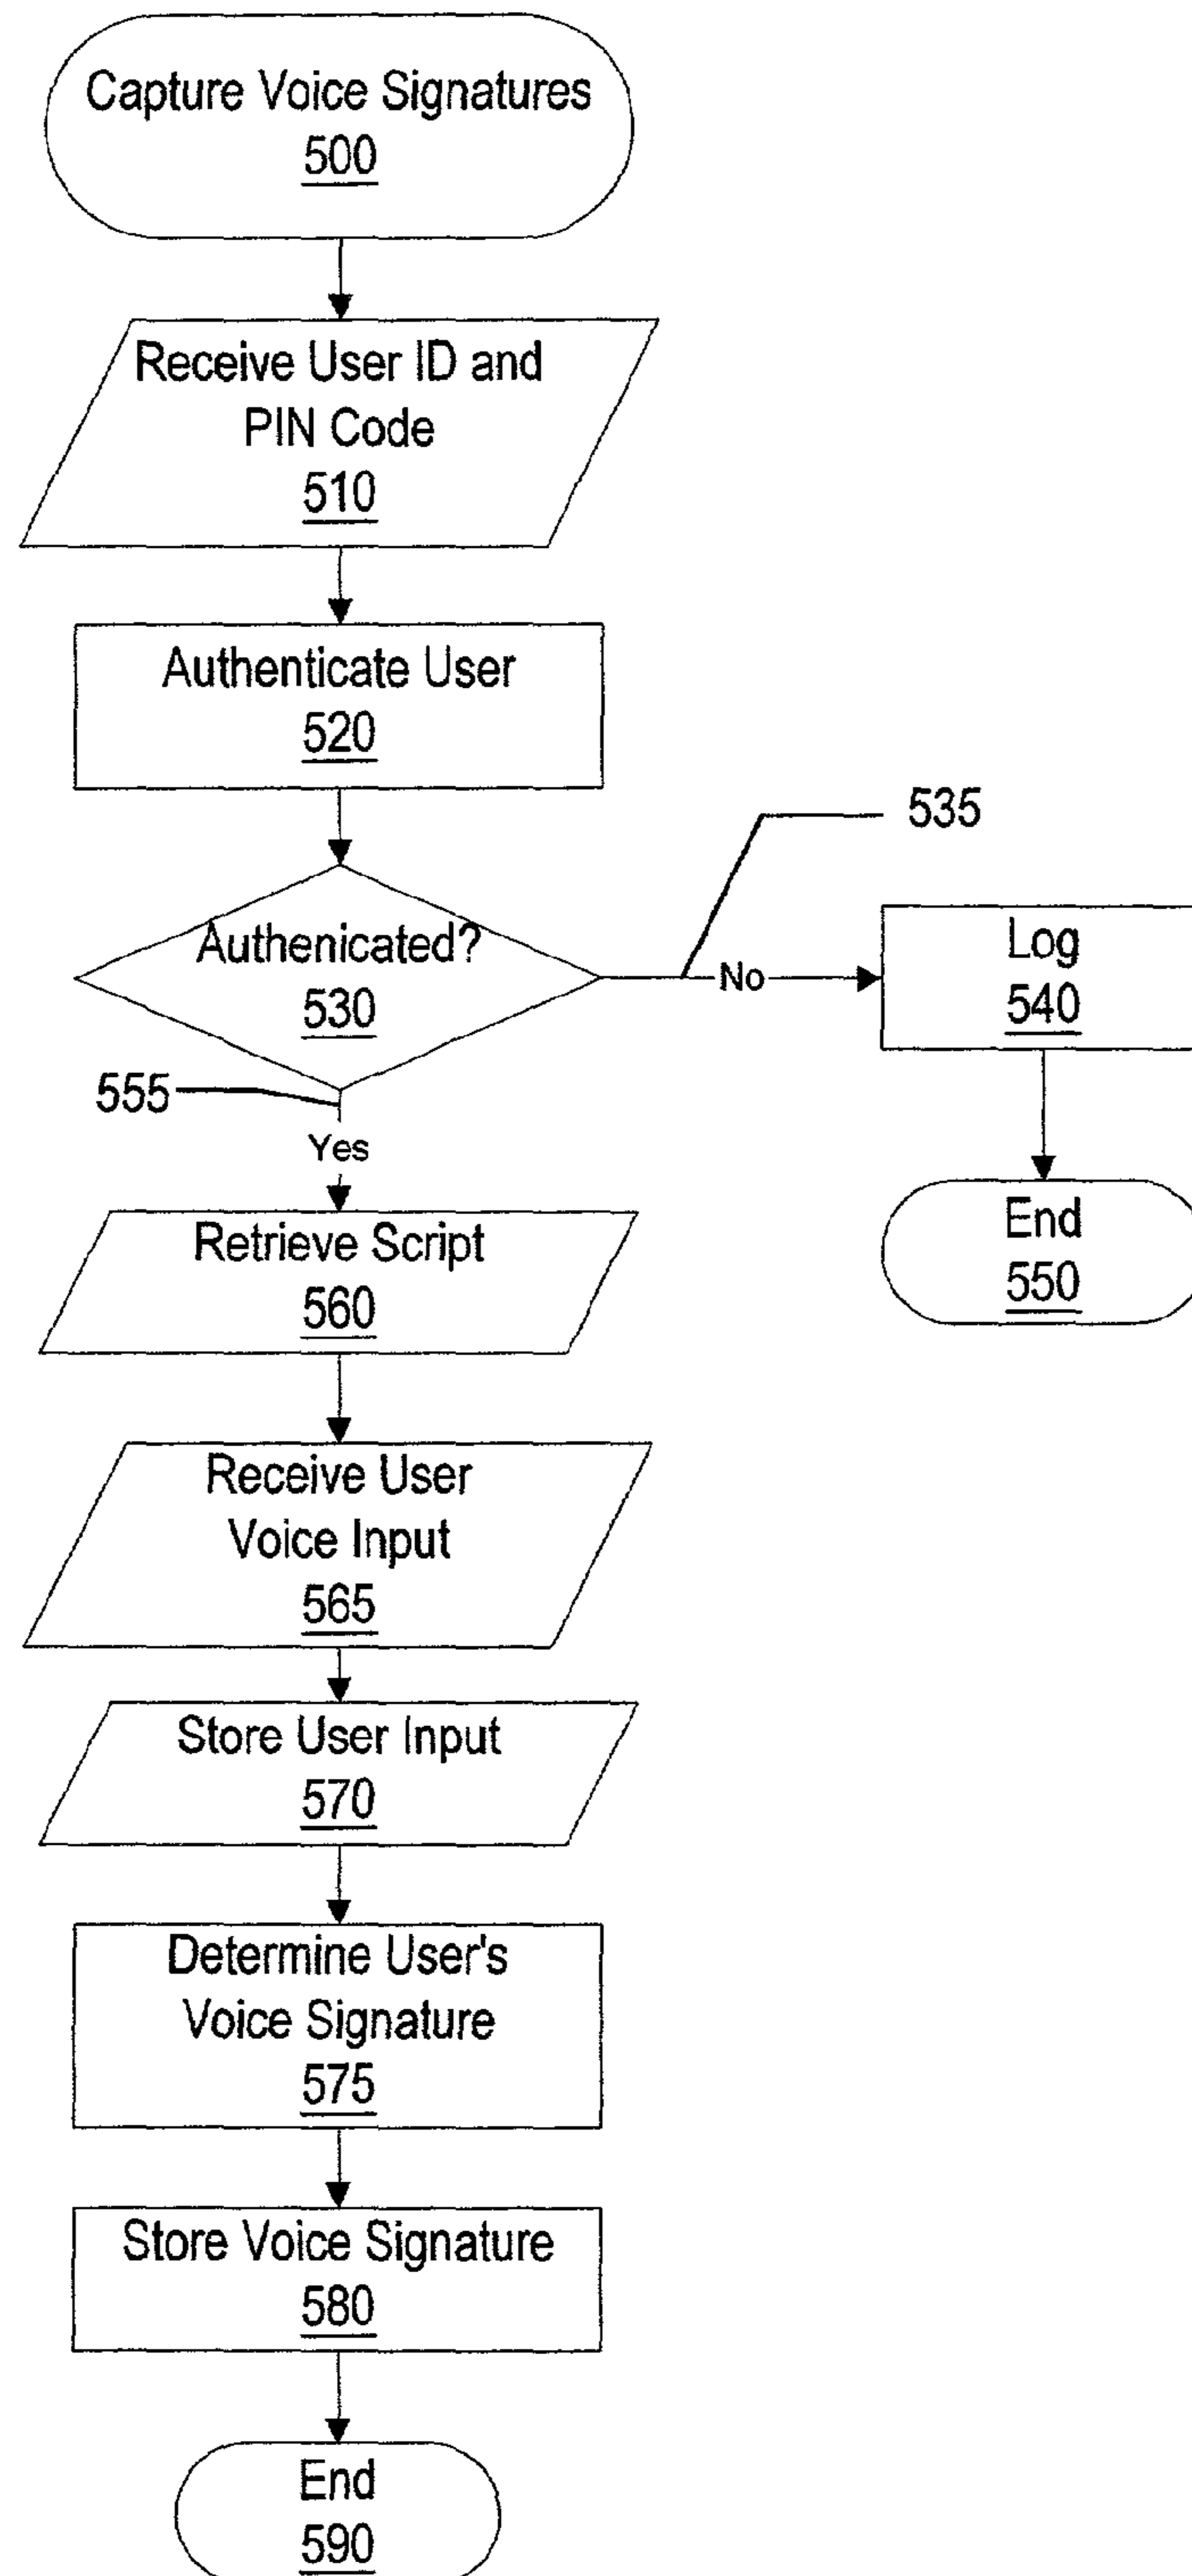 Capture Voice Signatures
500
Receive User ID and
PIN Code
510
Authenticate User
520
535
Authenicated?
530
No
Log
540
555
Yes
End
550
Retrieve Script
560
Receive User
Voice Input
565
Store User Input
570
Determine User's
Voice Signature
575
Store Voice Signature
580
End
590